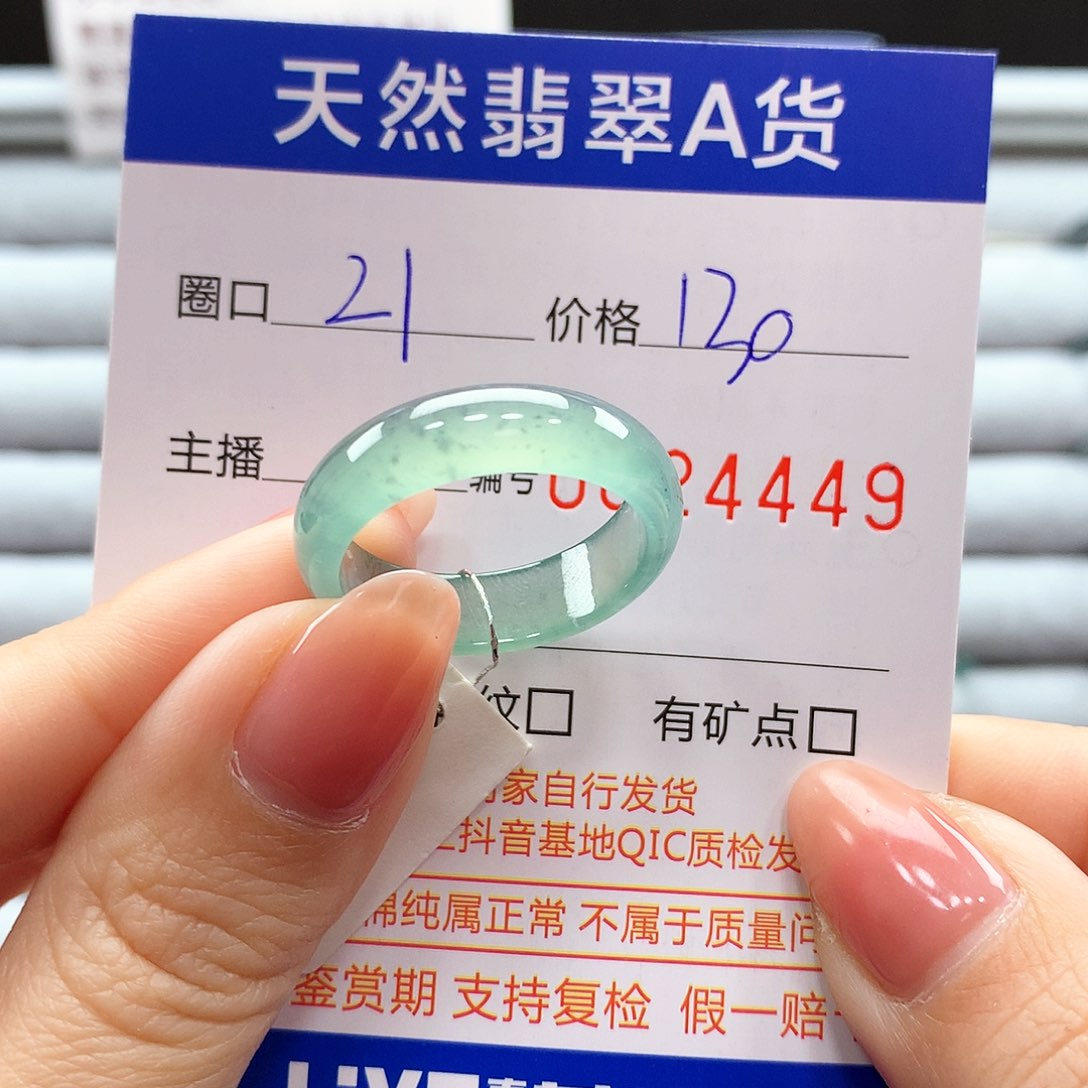 天然翡翠A货
圈口 21 价格 120
主播 编号 24449
纹□ 有矿点□
家自行发货
抖音基地QIC质检发
棉纯属正常 不属于质量问
鉴赏期 支持复检 假一赔